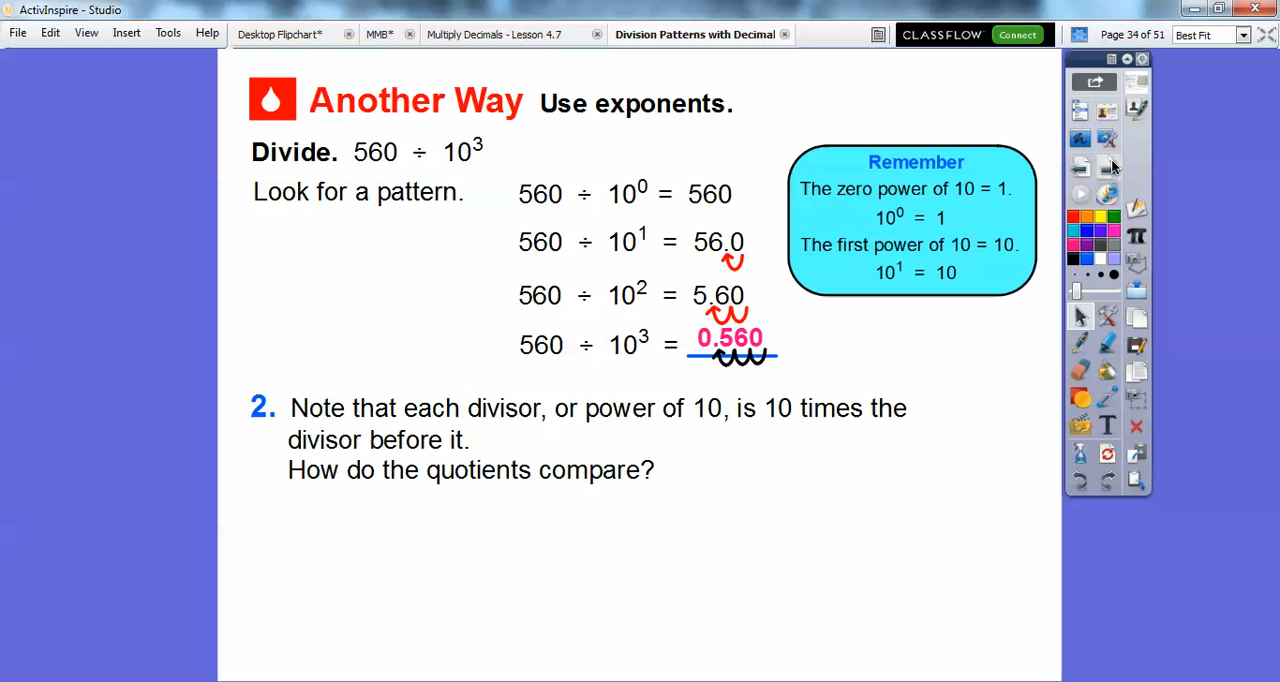 ActivInspire - Studio
File Edit View Insert Tools Help
Desktop Flipchart* MMB* Multiply Decimals - Lesson 4.7 Division Patterns with Decimal
CLASSFLOW Connect
Page 34 of 51 Best Fit
Another Way Use exponents.
Divide. 560 ÷ 10³
Look for a pattern.
560 ÷ 10⁰ = 560
560 ÷ 10¹ = 56.0
560 ÷ 10² = 5.60
560 ÷ 10³ = 0.560
Remember
The zero power of 10 = 1.
10⁰ = 1
The first power of 10 = 10.
10¹ = 10
2. Note that each divisor, or power of 10, is 10 times the
divisor before it.
How do the quotients compare?